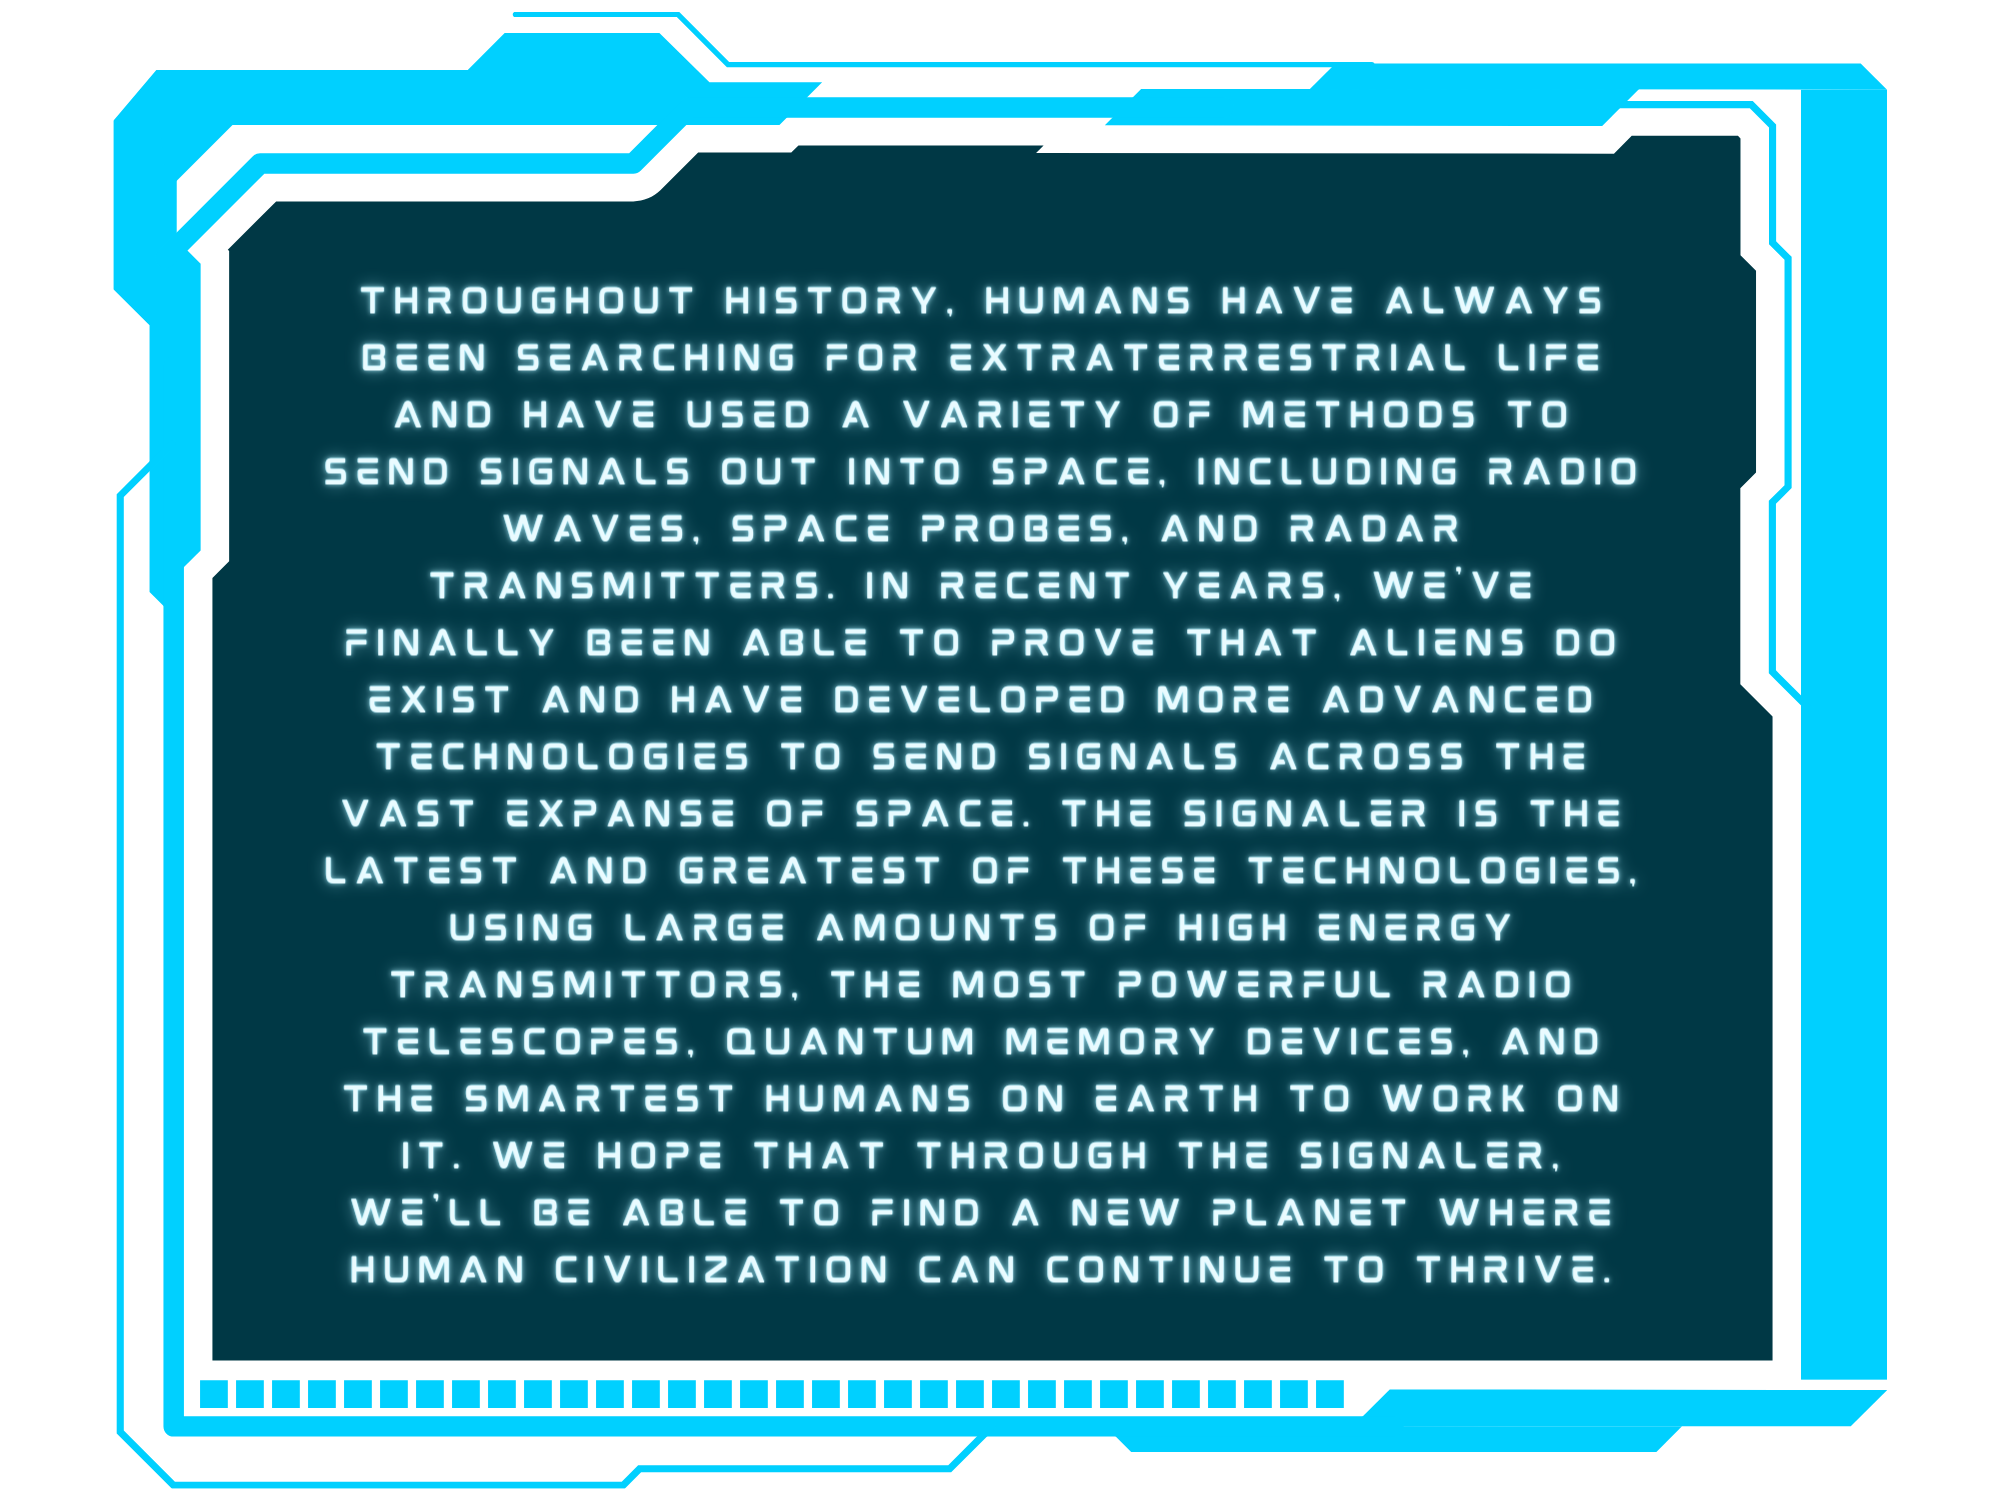 THROUGHOUT HISTORY, HUMANS HAVE ALWAYS
BEEN SEARCHING FOR EXTRATERRESTRIAL LIFE
AND HAVE USED A VARIETY OF METHODS TO
SEND SIGNALS OUT INTO SPACE, INCLUDING RADIO
WAVES, SPACE PROBES, AND RADAR
TRANSMITTERS. IN RECENT YEARS, WE'VE
FINALLY BEEN ABLE TO PROVE THAT ALIENS DO
EXIST AND HAVE DEVELOPED MORE ADVANCED
TECHNOLOGIES TO SEND SIGNALS ACROSS THE
VAST EXPANSE OF SPACE. THE SIGNALER IS THE
LATEST AND GREATEST OF THESE TECHNOLOGIES,
USING LARGE AMOUNTS OF HIGH ENERGY
TRANSMITTORS, THE MOST POWERFUL RADIO
TELESCOPES, QUANTUM MEMORY DEVICES, AND
THE SMARTEST HUMANS ON EARTH TO WORK ON
IT. WE HOPE THAT THROUGH THE SIGNALER,
WE'LL BE ABLE TO FIND A NEW PLANET WHERE
HUMAN CIVILIZATION CAN CONTINUE TO THRIVE.